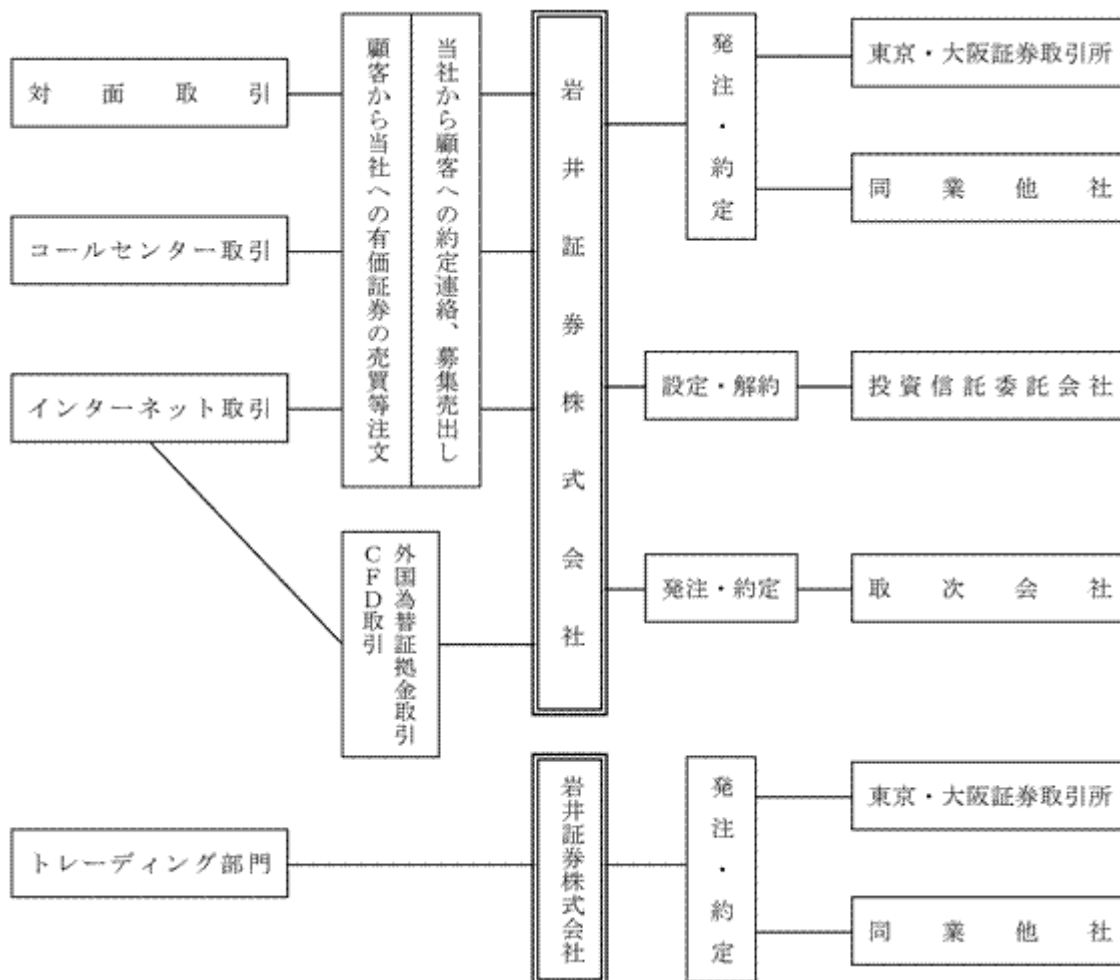 対面取引
コールセンター取引
インターネット取引
顧客から当社への有価証券の売買等注文
当社から顧客への約定連絡、募集売出し
外国為替証拠金取引
CFD取引
岩井証券株式会社
発注・約定
東京・大阪証券取引所
同業他社
設定・解約
投資信託委託会社
発注・約定
取次会社
トレーディング部門
岩井証券株式会社
発注・約定
東京・大阪証券取引所
同業他社